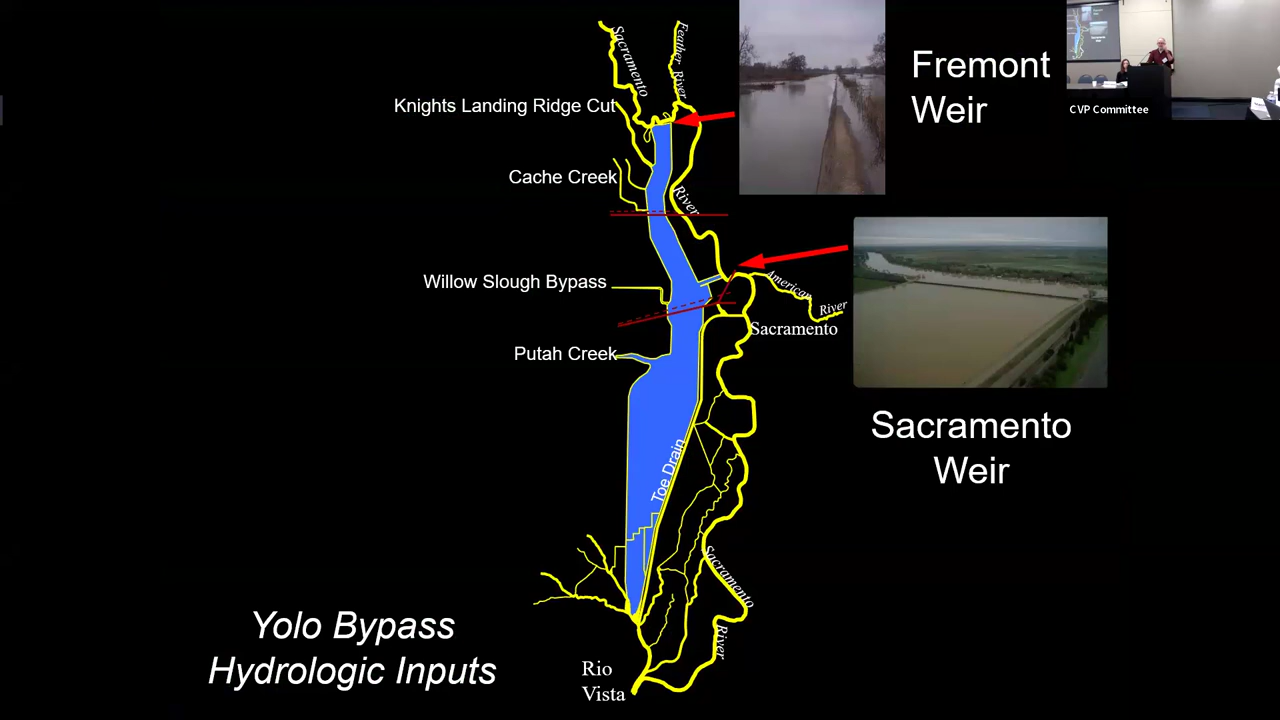 Sacramento
Feather River
Fremont
Weir
CVP Committee
Knights Landing Ridge Cut
Cache Creek
River
Willow Slough Bypass
American
River
Sacramento
Putah Creek
Sacramento
Weir
Toe Drain
Sacramento
River
Yolo Bypass
Hydrologic Inputs
Rio
Vista